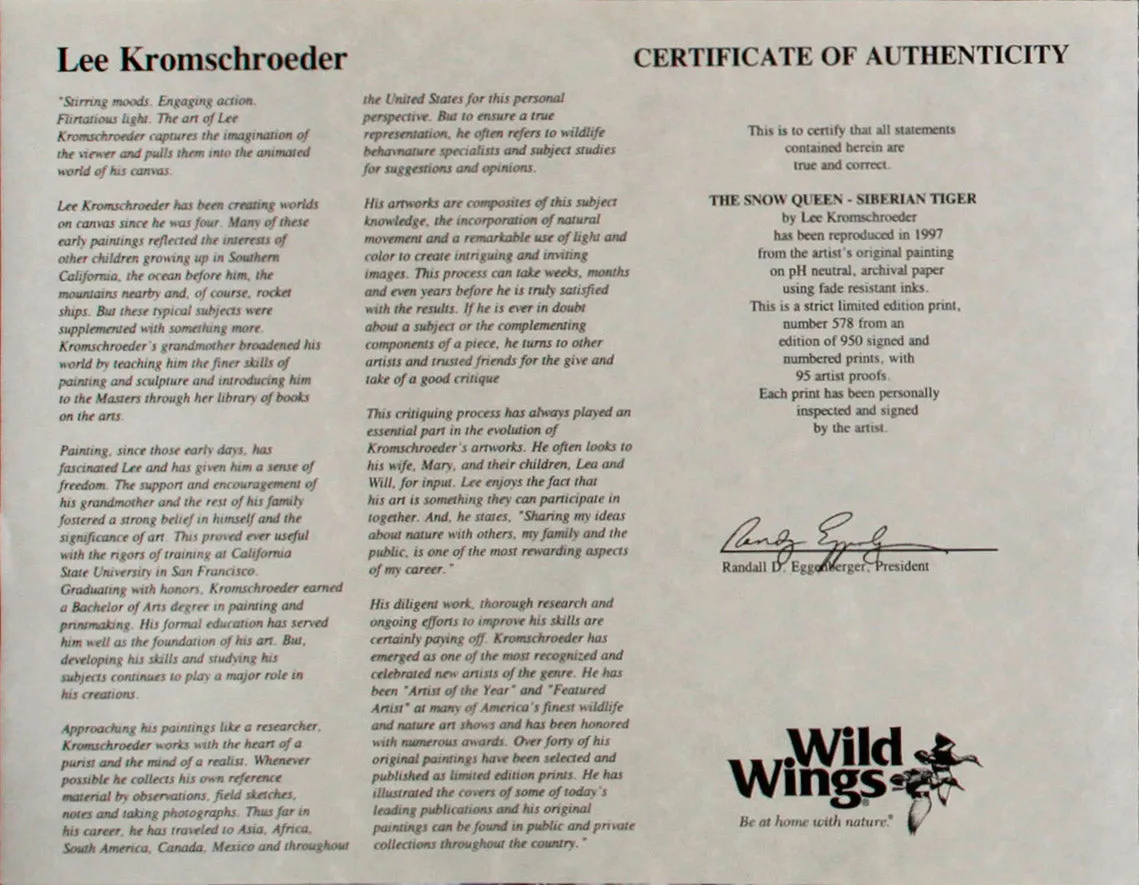 Lee Kromschroeder
"Stirring moods. Engaging action.
Flirtatious light. The art of Lee
Kromschroeder captures the imagination of
the viewer and pulls them into the animated
world of his canvas.
Lee Kromschroeder has been creating worlds
on canvas since he was four. Many of these
early paintings reflected the interests of
other children growing up in Southern
California, the ocean before him, the
mountains nearby and, of course, rocket
ships. But these typical subjects were
supplemented with something more.
Kromschroeder's grandmother broadened his
world by teaching him the finer skills of
painting and sculpture and introducing him
to the Masters through her library of books
on the arts.
Painting, since those early days, has
fascinated Lee and has given him a sense of
freedom. The support and encouragement of
his grandmother and the rest of his family
fostered a strong belief in himself and the
significance of art. This proved ever useful
with the rigors of training at California
State University in San Francisco.
Graduating with honors, Kromschroeder earned
a Bachelor of Arts degree in painting and
printmaking. His formal education has served
him well as the foundation of his art. But,
developing his skills and studying his
subjects continues to play a major role in
his creations.
Approaching his paintings like a researcher,
Kromschroeder works with the heart of a
purist and the mind of a realist. Whenever
possible he collects his own reference
material by observations, field sketches,
notes and taking photographs. Thus far in
his career, he has traveled to Asia, Africa,
South America, Canada, Mexico and throughout
the United States for this personal
perspective. But to ensure a true
representation, he often refers to wildlife
behavnature specialists and subject studies
for suggestions and opinions.
His artworks are composites of this subject
knowledge, the incorporation of natural
movement and a remarkable use of light and
color to create intriguing and inviting
images. This process can take weeks, months
and even years before he is truly satisfied
with the results. If he is ever in doubt
about a subject or the complementing
components of a piece, he turns to other
artists and trusted friends for the give and
take of a good critique
This critiquing process has always played an
essential part in the evolution of
Kromschroeder's artworks. He often looks to
his wife, Mary, and their children, Lea and
Will, for input. Lee enjoys the fact that
his art is something they can participate in
together. And, he states, "Sharing my ideas
about nature with others, my family and the
public, is one of the most rewarding aspects
of my career."
His diligent work, thorough research and
ongoing efforts to improve his skills are
certainly paying off. Kromschroeder has
emerged as one of the most recognized and
celebrated new artists of the genre. He has
been "Artist of the Year" and "Featured
Artist" at many of America's finest wildlife
and nature art shows and has been honored
with numerous awards. Over forty of his
original paintings have been selected and
published as limited edition prints. He has
illustrated the covers of some of today's
leading publications and his original
paintings can be found in public and private
collections throughout the country."
CERTIFICATE OF AUTHENTICITY
This is to certify that all statements
contained herein are
true and correct.
THE SNOW QUEEN - SIBERIAN TIGER
by Lee Kromschroeder
has been reproduced in 1997
from the artist's original painting
on pH neutral, archival paper
using fade resistant inks.
This is a strict limited edition print,
number 578 from an
edition of 950 signed and
numbered prints, with
95 artist proofs.
Each print has been personally
inspected and signed
by the artist.
Randall D. Eggenberger, President
Wild
Wings®
Be at home with nature.®